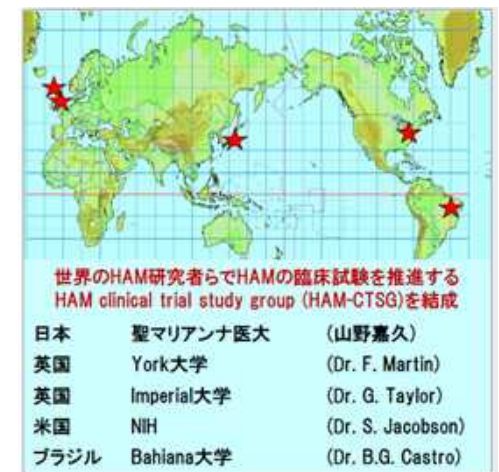 世界のHAM研究者らでHAMの臨床試験を推進する
HAM clinical trial study group (HAM-CTSG)を結成
日本 聖マリアンナ医大 (山野嘉久)
英国 York大学 (Dr. F. Martin)
英国 Imperial大学 (Dr. G. Taylor)
米国 NIH (Dr. S. Jacobson)
ブラジル Bahiana大学 (Dr. B.G. Castro)